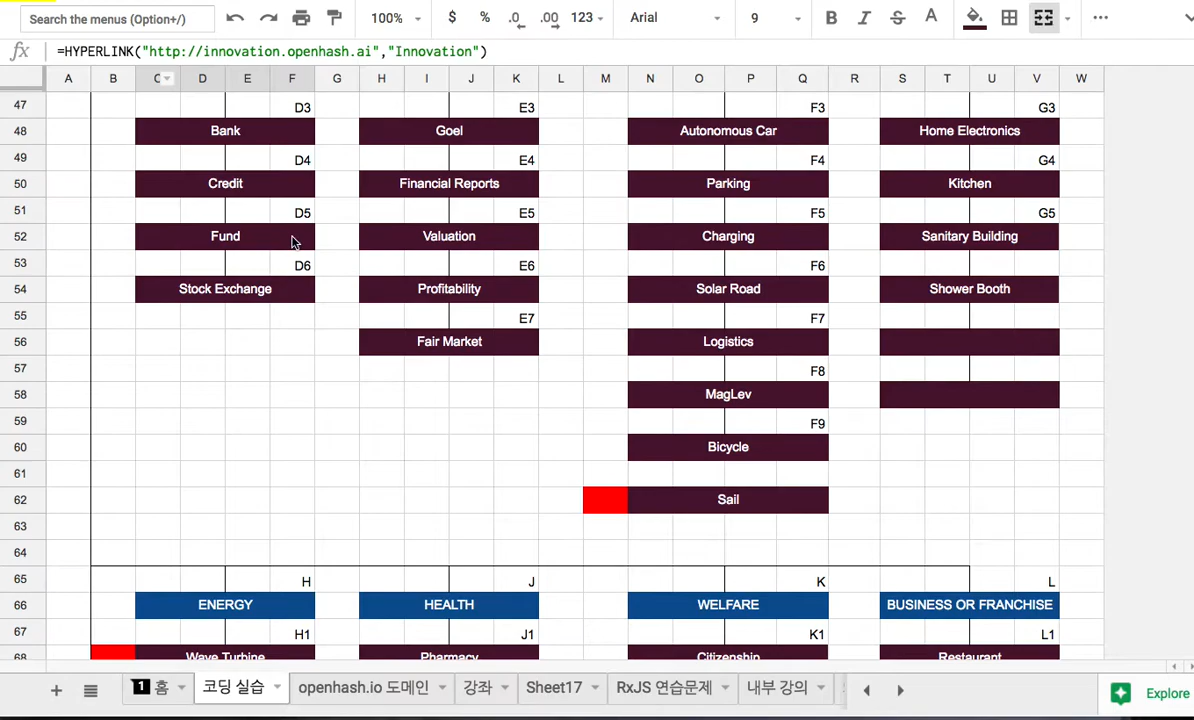 Search the menus (Option+/) 100% $ % .0 .00 123 Arial 9 B I S A
fx =HYPERLINK("http://innovation.openhash.ai","Innovation")
A B C D E F G H I J K L M N O P Q R S T U V W
47 D3 E3 F3 G3
48 Bank Goel Autonomous Car Home Electronics
49 D4 E4 F4 G4
50 Credit Financial Reports Parking Kitchen
51 D5 E5 F5 G5
52 Fund Valuation Charging Sanitary Building
53 D6 E6 F6
54 Stock Exchange Profitability Solar Road Shower Booth
55 E7 F7
56 Fair Market Logistics
57 F8
58 MagLev
59 F9
60 Bicycle
61
62 Sail
63
64
65 H J K L
66 ENERGY HEALTH WELFARE BUSINESS OR FRANCHISE
67 H1 J1 K1 L1
68 Wave Turbine Pharmacy Citizenship Restaurant
1 홈 코딩 실습 openhash.io 도메인 강좌 Sheet17 RxJS 연습문제 내부 강의 Explore